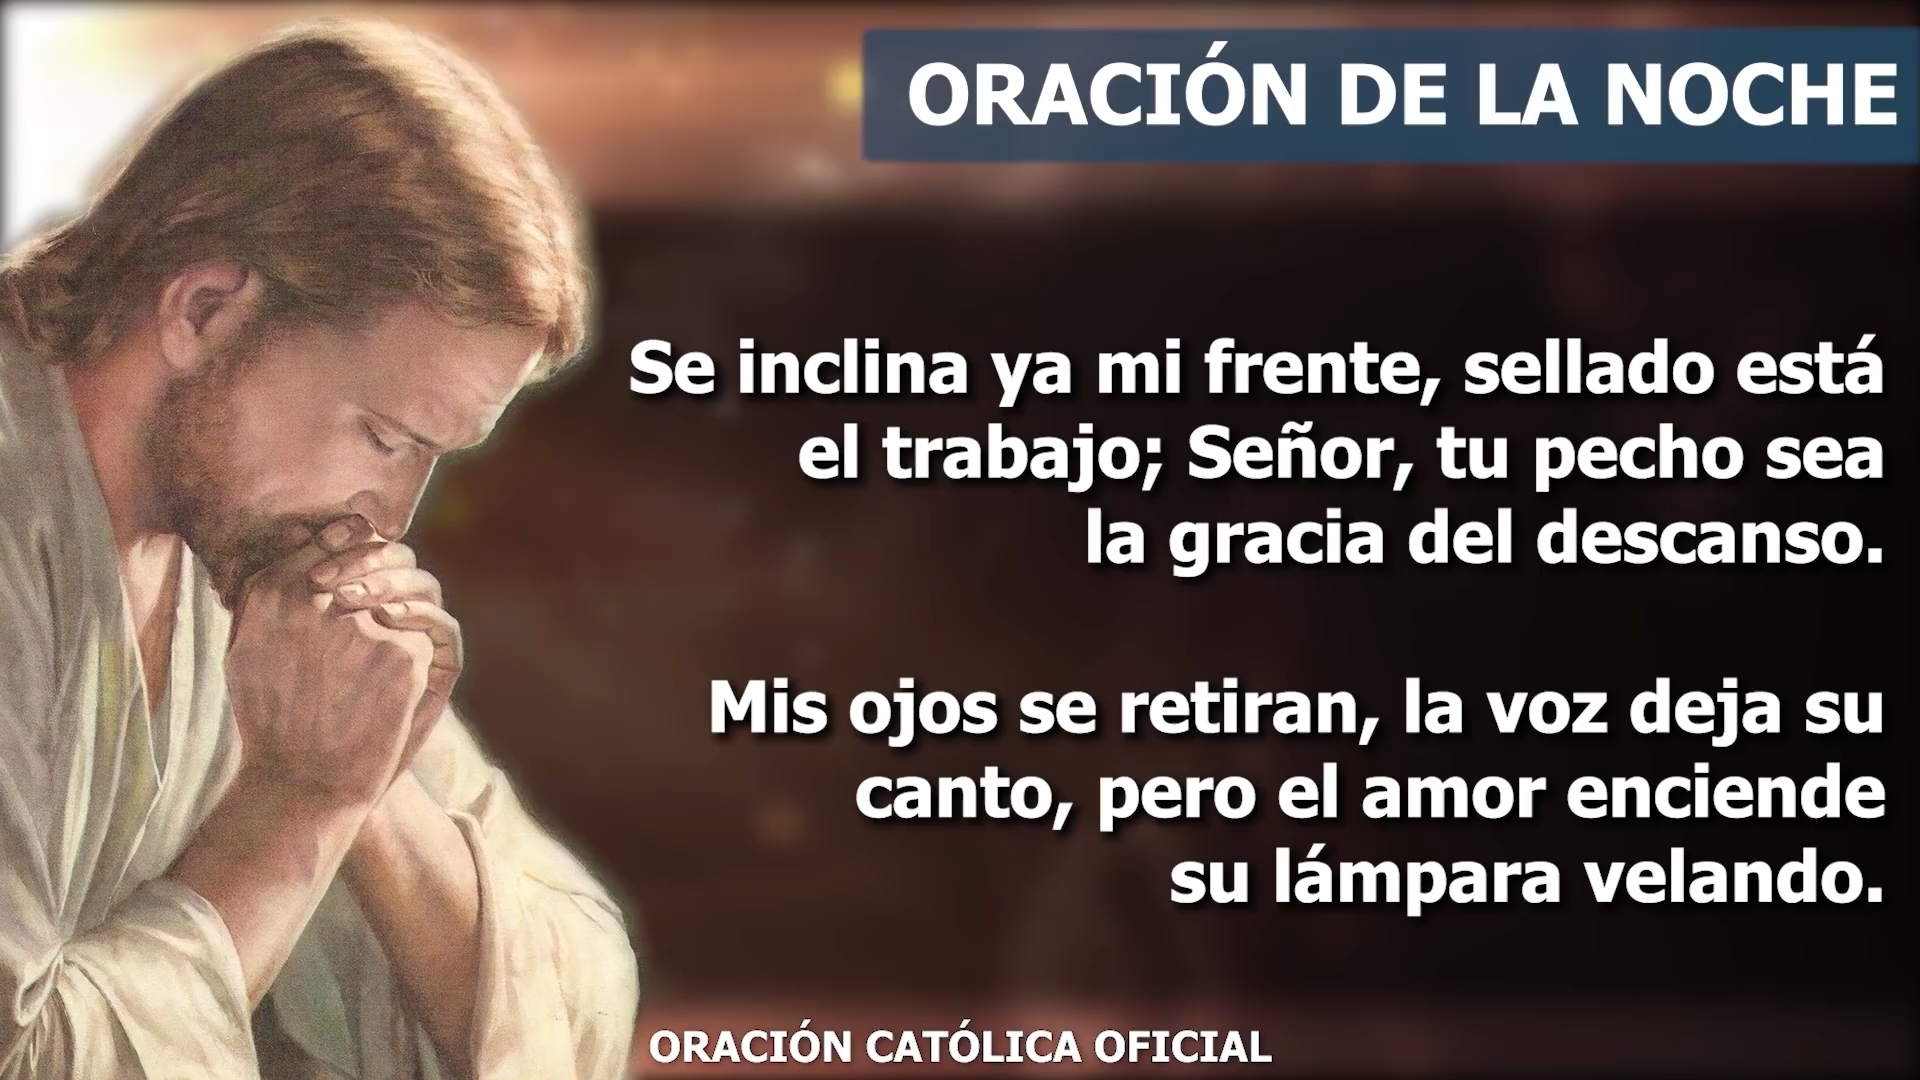 ORACIÓN DE LA NOCHE
Se inclina ya mi frente, sellado está
el trabajo; Señor, tu pecho sea
la gracia del descanso.
Mis ojos se retiran, la voz deja su
canto, pero el amor enciende
su lámpara velando.
ORACIÓN CATÓLICA OFICIAL